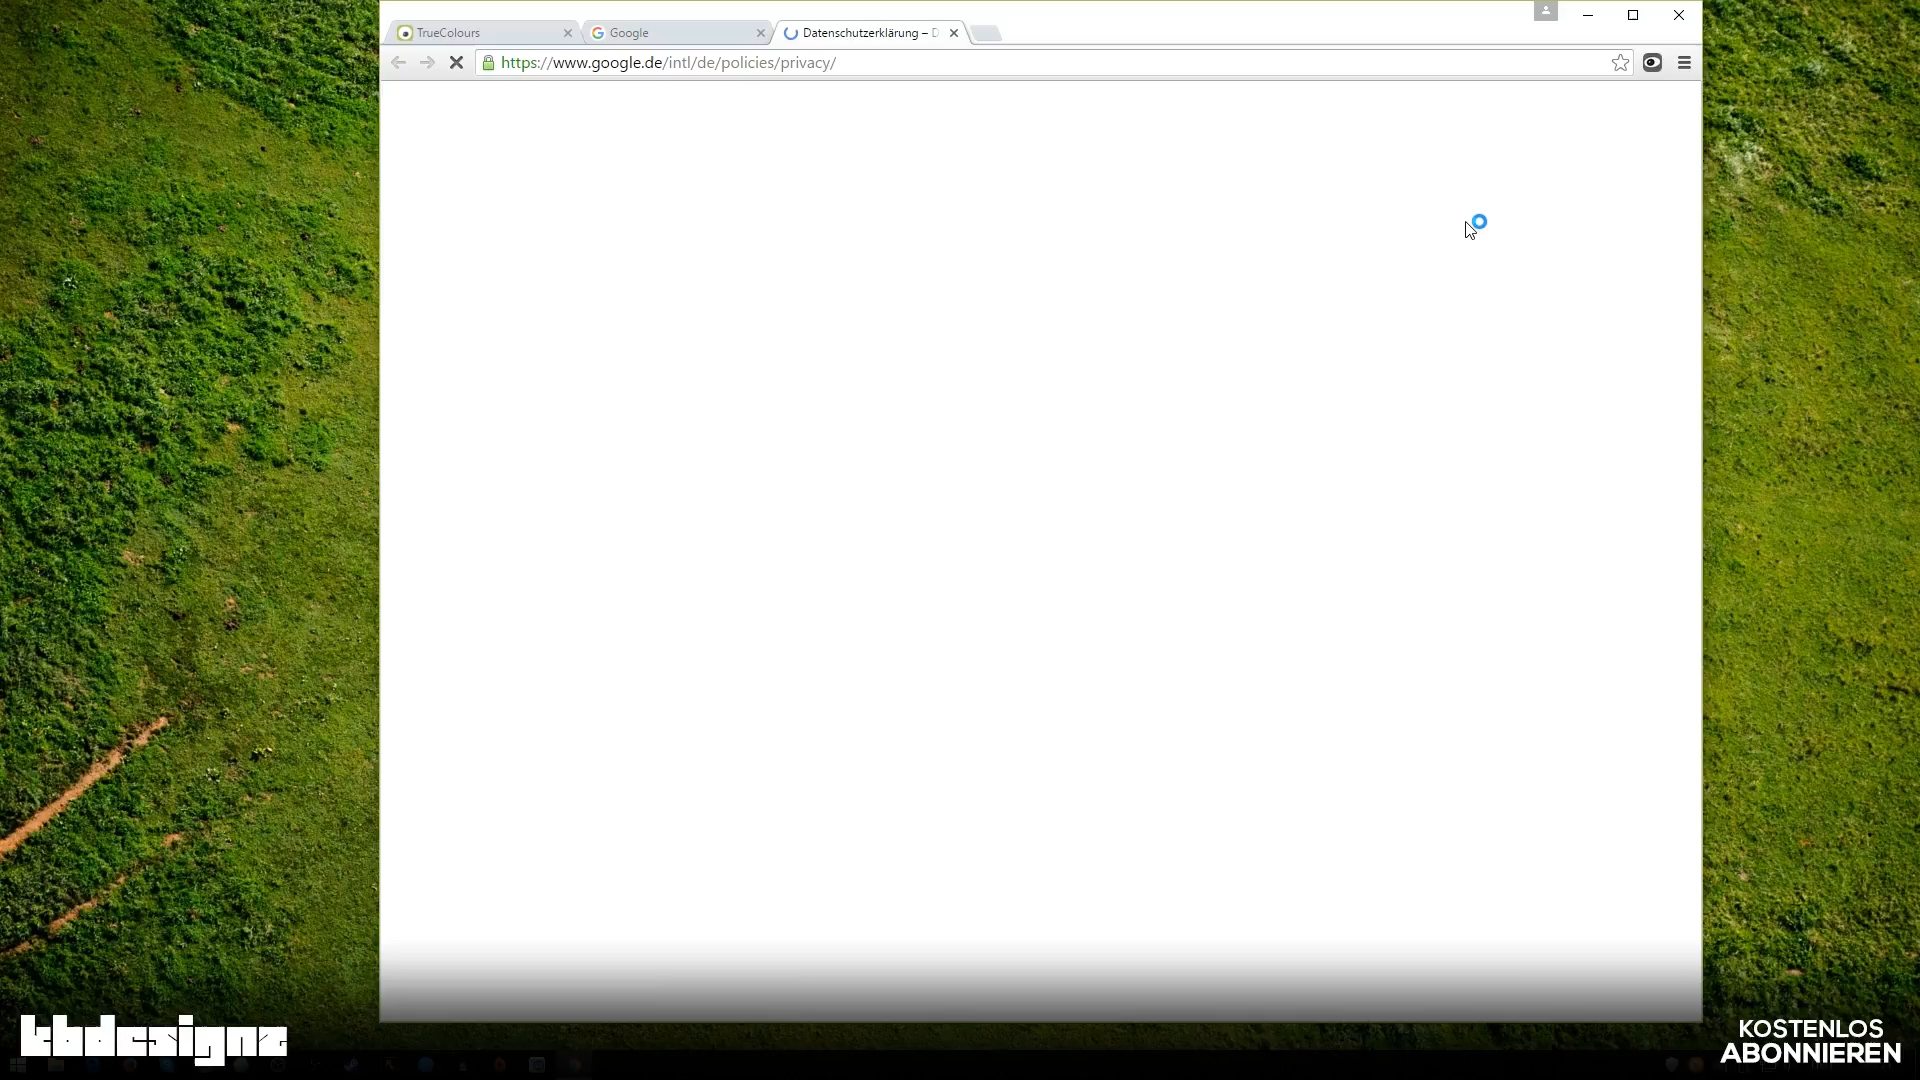 TrueColours
Google
Datenschutzerklärung – D
https://www.google.de/intl/de/policies/privacy/
kbdesignz
KOSTENLOS
ABONNIEREN